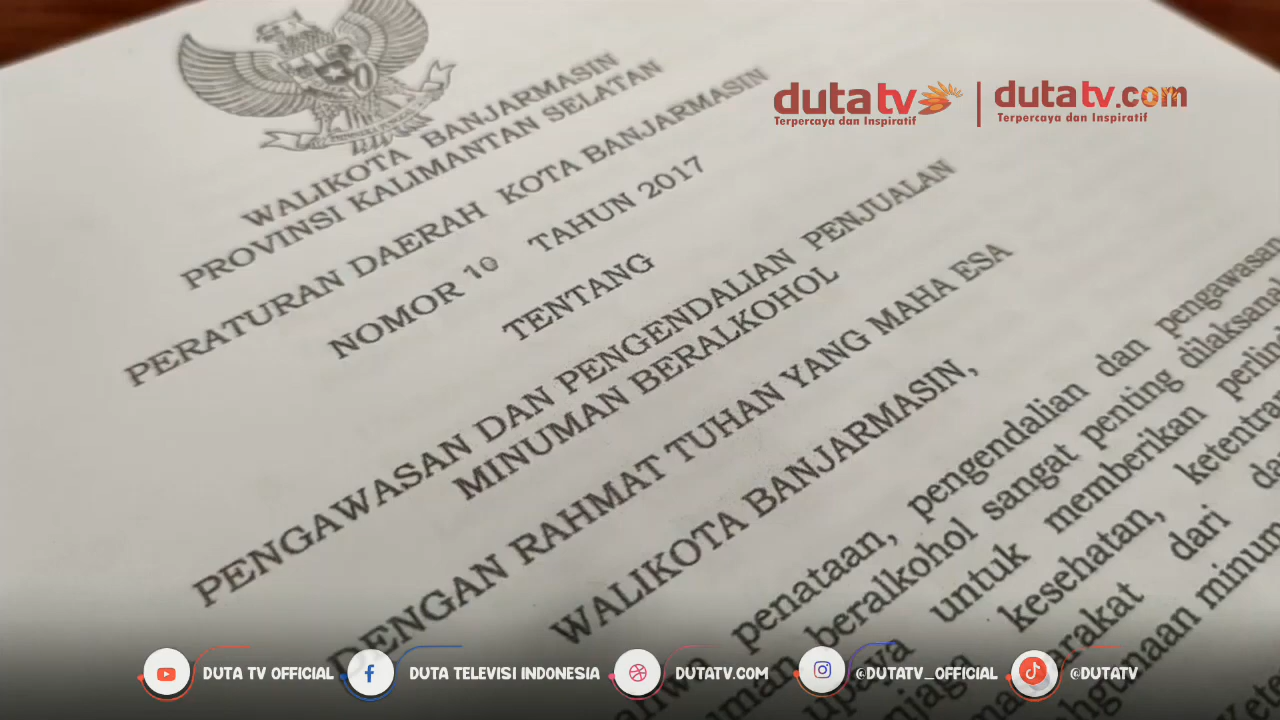 dutatv
Terpercaya dan Inspiratif
dutatv.com
Terpercaya dan Inspiratif
WALIKOTA BANJARMASIN
PROVINSI KALIMANTAN SELATAN
PERATURAN DAERAH KOTA BANJARMASIN
NOMOR 10 TAHUN 2017
TENTANG
PENGAWASAN DAN PENGENDALIAN PENJUALAN
MINUMAN BERALKOHOL
DENGAN RAHMAT TUHAN YANG MAHA ESA
WALIKOTA BANJARMASIN,
penataan, pengendalian dan pengawasan
beralkohol sangat penting
untuk memberikan
kesehatan,
dari
DUTA TV OFFICIAL
DUTA TELEVISI INDONESIA
DUTATV.COM
@DUTATV_OFFICIAL
@DUTATV